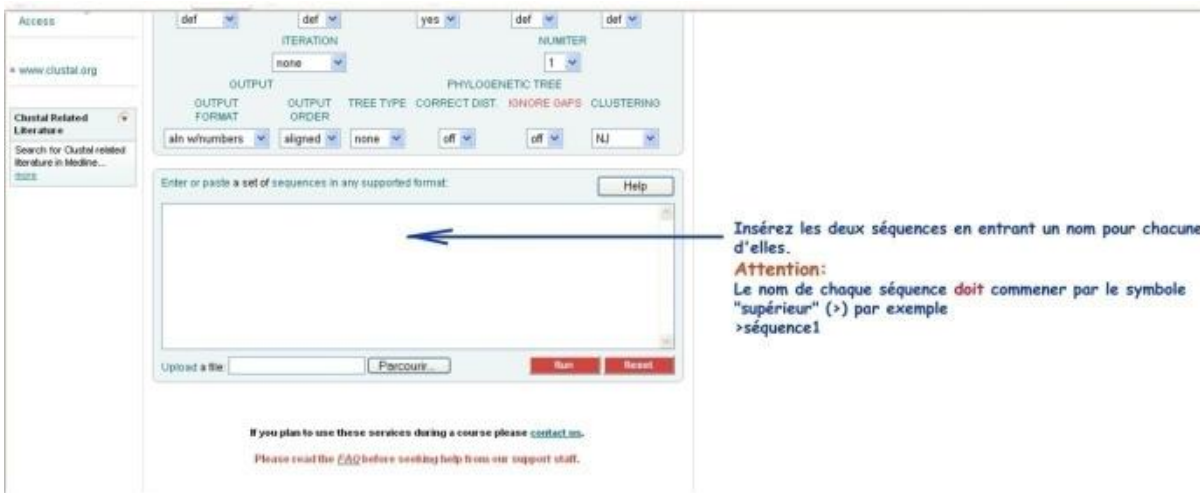 Access
www.clustal.org
Clustal Related
Literature
Search for Clustal related
literature in Medline...
more
def def yes def def
ITERATION NUMITER
none 1
OUTPUT PHYLOGENETIC TREE
OUTPUT FORMAT OUTPUT ORDER TREE TYPE CORRECT DIST. IGNORE GAPS CLUSTERING
aln w/numbers aligned none off off NJ
Enter or paste a set of sequences in any supported format:
Help
Upload a file: Parcourir... Run Reset
If you plan to use these services during a course please contact us.
Please read the FAQ before seeking help from our support staff.
Insérez les deux séquences en entrant un nom pour chacune
d'elles.
Attention:
Le nom de chaque séquence doit commener par le symbole
"supérieur" (>) par exemple
>séquence1